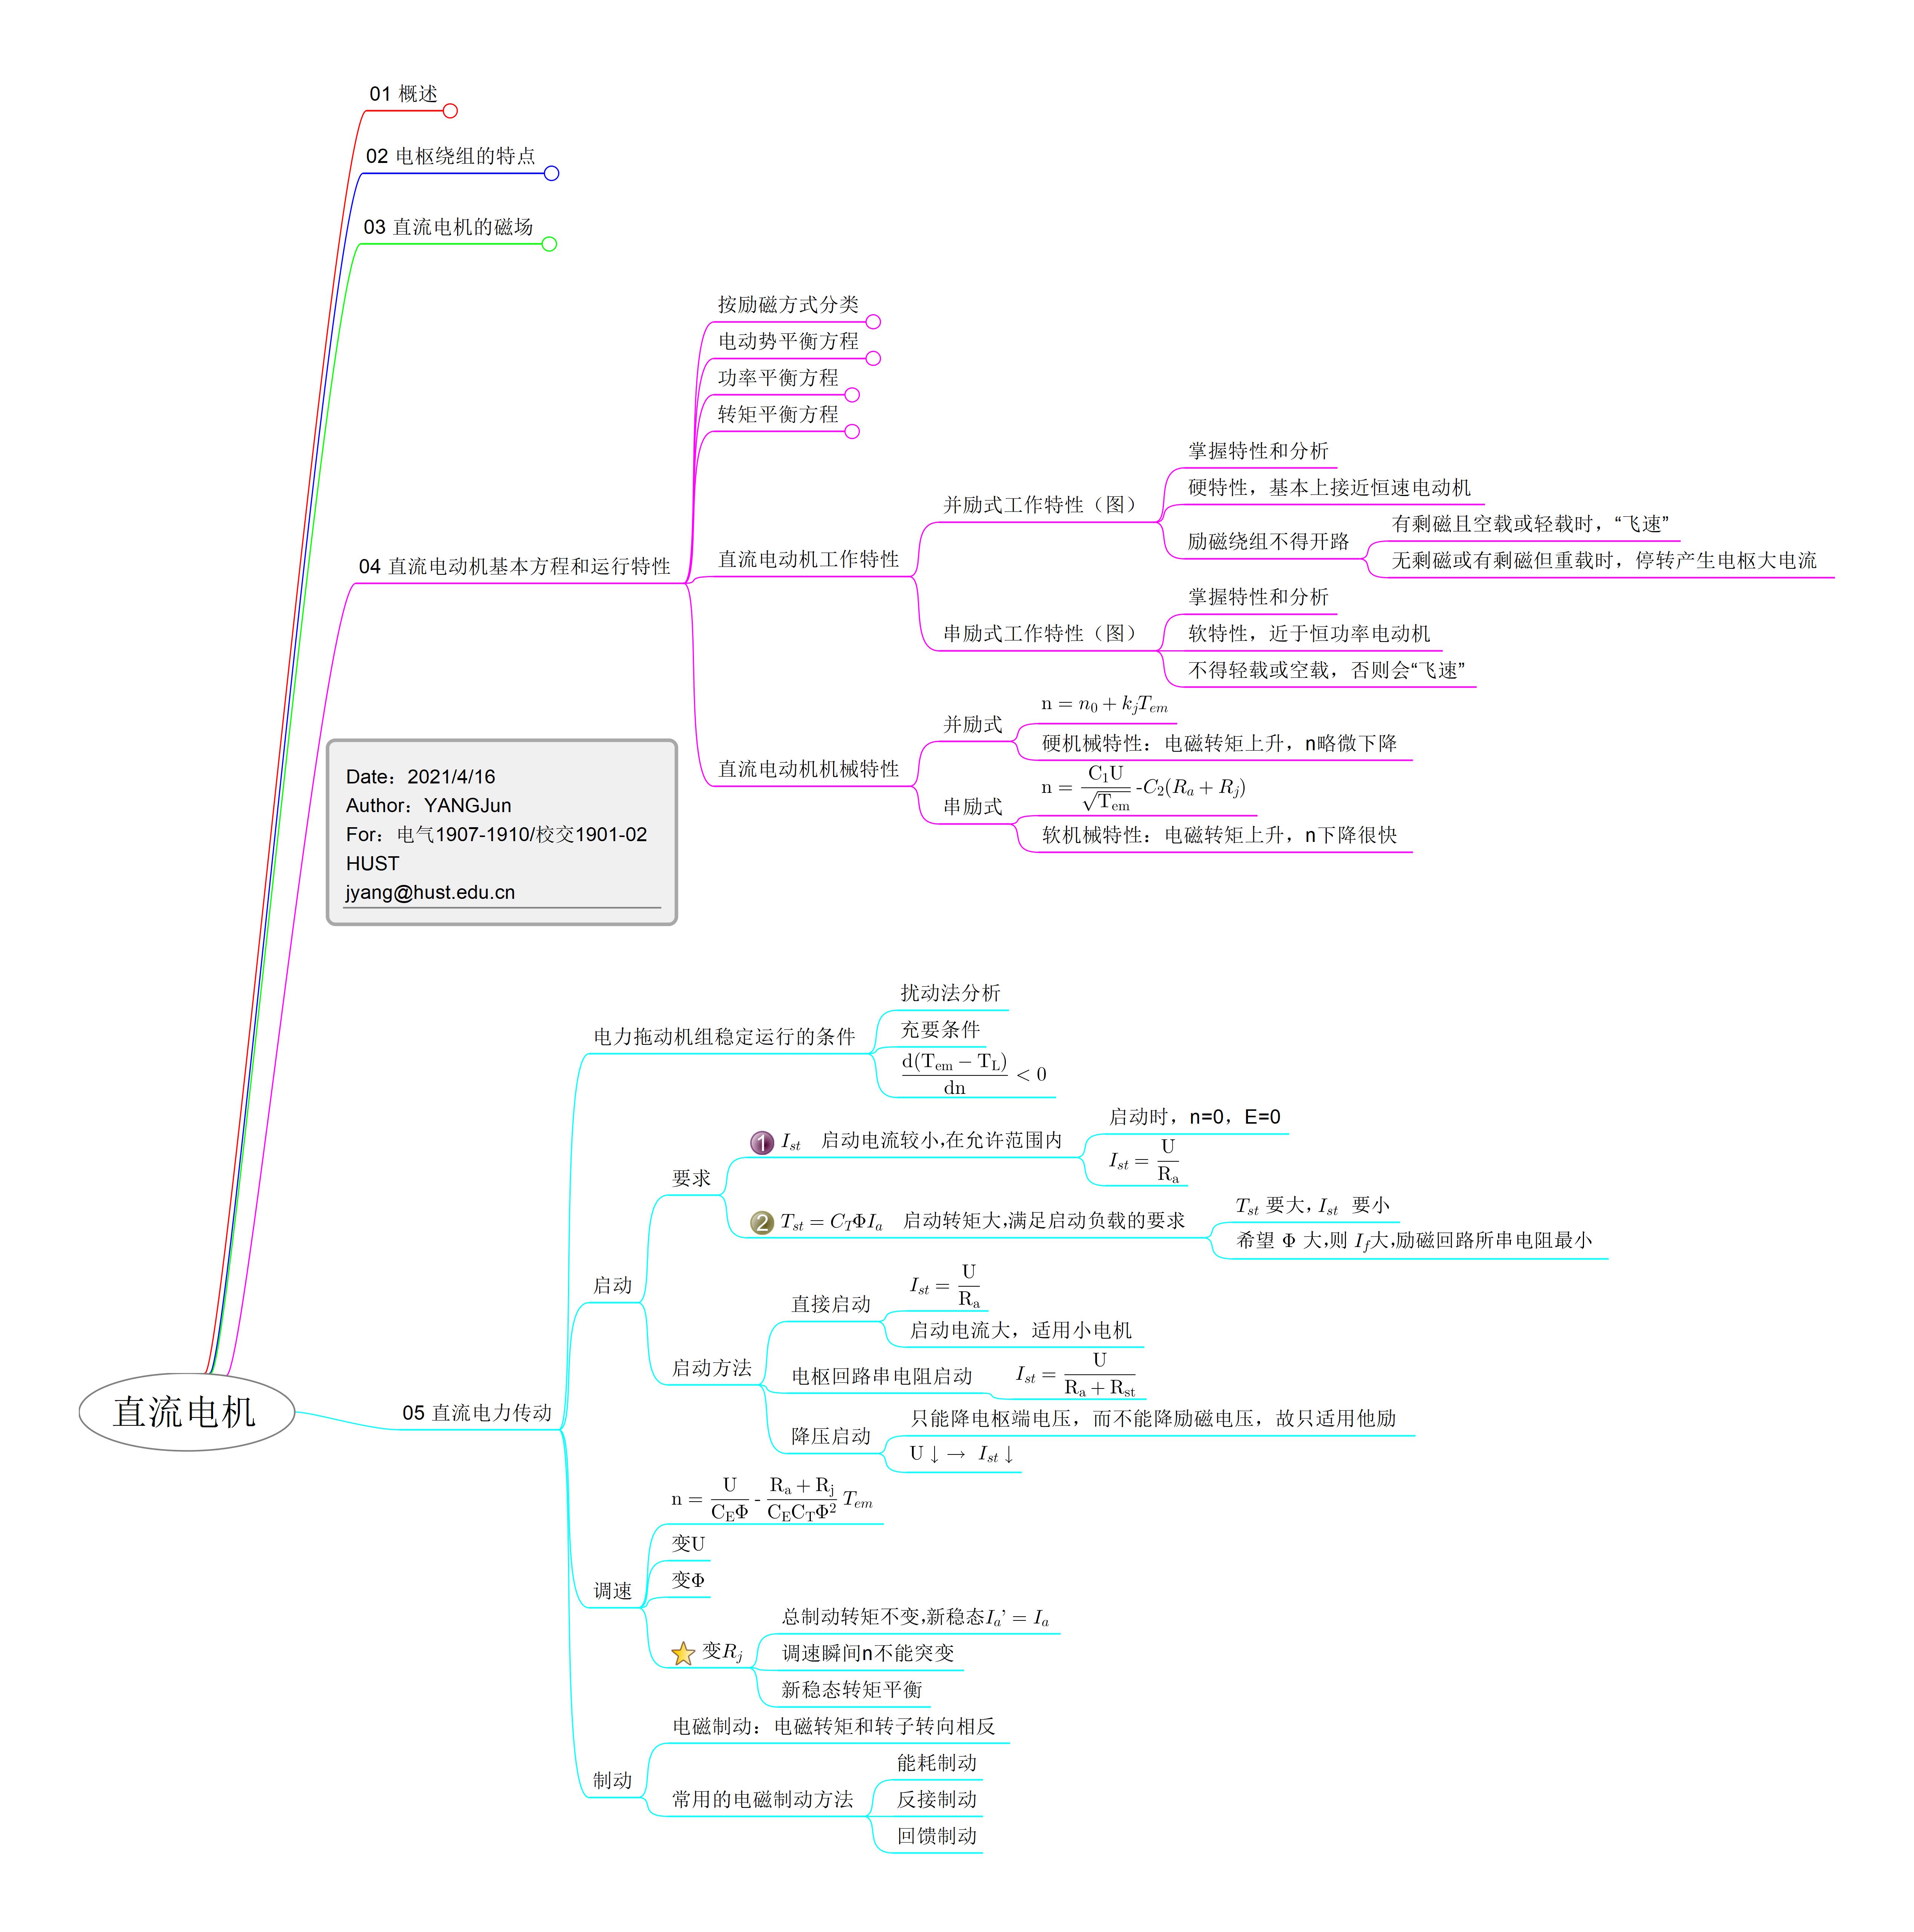 01 概述
02 电枢绕组的特点
03 直流电机的磁场
04 直流电动机基本方程和运行特性
按励磁方式分类
电动势平衡方程
功率平衡方程
转矩平衡方程
直流电动机工作特性
并励式工作特性（图）
掌握特性和分析
硬特性，基本上接近恒速电动机
励磁绕组不得开路
有剩磁且空载或轻载时，“飞速”
无剩磁或有剩磁但重载时，停转产生电枢大电流
串励式工作特性（图）
掌握特性和分析
软特性，近于恒功率电动机
不得轻载或空载，否则会“飞速”
直流电动机机械特性
并励式
n = n_0 + k_j T_{em}
硬机械特性：电磁转矩上升，n略微下降
串励式
n = \frac{C_1 U}{\sqrt{T_{em}}} - C_2(R_a + R_j)
软机械特性：电磁转矩上升，n下降很快
Date：2021/4/16
Author：YANGJun
For：电气1907-1910/校交1901-02
HUST
jyang@hust.edu.cn
直流电机
05 直流电力传动
电力拖动机组稳定运行的条件
扰动法分析
充要条件
\frac{d(T_{em} - T_L)}{dn} < 0
启动
要求
1 I_{st} 启动电流较小,在允许范围内
启动时，n=0，E=0
I_{st} = \frac{U}{R_a}
2 T_{st} = C_T Φ I_a 启动转矩大,满足启动负载的要求
T_{st} 要大, I_{st} 要小
希望 Φ 大,则 I_f大,励磁回路所串电阻最小
启动方法
直接启动
I_{st} = \frac{U}{R_a}
启动电流大，适用小电机
电枢回路串电阻启动
I_{st} = \frac{U}{R_a + R_{st}}
降压启动
只能降电枢端电压，而不能降励磁电压，故只适用他励
U ↓ → I_{st} ↓
调速
n = \frac{U}{C_E Φ} - \frac{R_a + R_j}{C_E C_T Φ^2} T_{em}
变U
变Φ
变R_j
总制动转矩不变,新稳态I_a’ = I_a
调速瞬间n不能突变
新稳态转矩平衡
制动
电磁制动：电磁转矩和转子转向相反
常用的电磁制动方法
能耗制动
反接制动
回馈制动